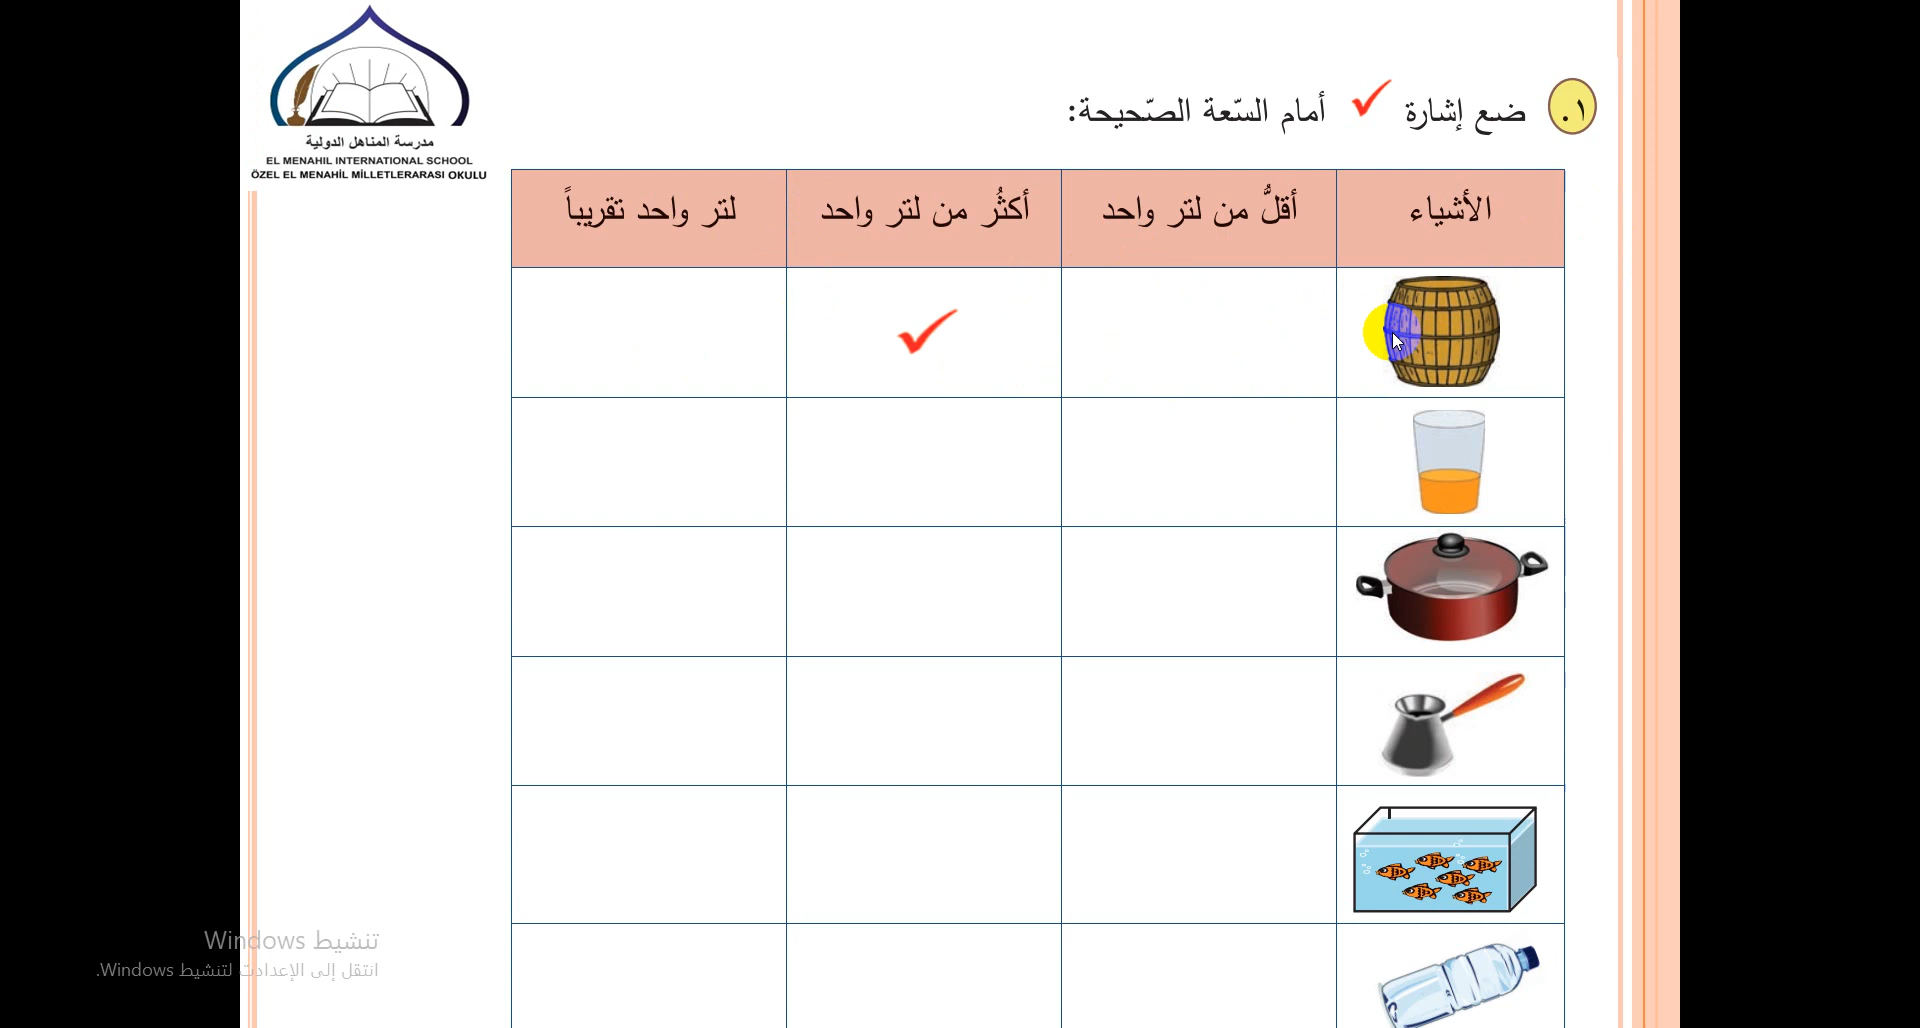 مدرسة المناهل الدولية
EL MENAHIL INTERNATIONAL SCHOOL
ÖZEL EL MENAHİL MİLLETLERARASI OKULU
١. ضع إشارة ✓ أمام السّعة الصّحيحة:
الأشياء أقلُّ من لتر واحد أكثُر من لتر واحد لتر واحد تقريباً
تنشيط Windows
انتقل إلى الإعدادت لتنشيط Windows.